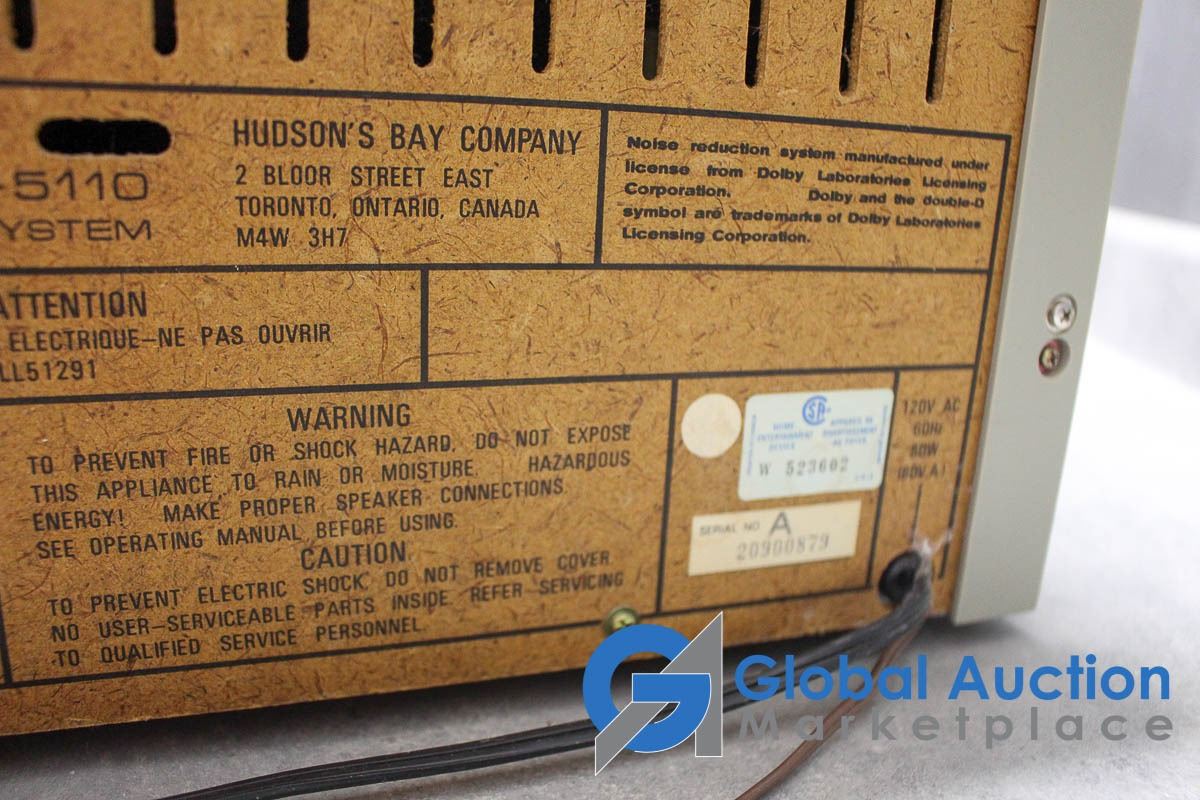 HUDSON'S BAY COMPANY
2 BLOOR STREET EAST
TORONTO, ONTARIO, CANADA
M4W 3H7
-5110
YSTEM
Noise reduction system manufactured under
license from Dolby Laboratories Licensing
Corporation. Dolby and the double-D
symbol are trademarks of Dolby Laboratories
Licensing Corporation.
ATTENTION
ELECTRIQUE-NE PAS OUVRIR
LL51291
WARNING
TO PREVENT FIRE OR SHOCK HAZARD, DO NOT EXPOSE
THIS APPLIANCE TO RAIN OR MOISTURE. HAZARDOUS
ENERGY! MAKE PROPER SPEAKER CONNECTIONS.
SEE OPERATING MANUAL BEFORE USING.
CAUTION
TO PREVENT ELECTRIC SHOCK, DO NOT REMOVE COVER.
NO USER-SERVICEABLE PARTS INSIDE. REFER SERVICING
TO QUALIFIED SERVICE PERSONNEL.
HOME
ENTERTAINMENT
DEVICE
W 523602
SERIAL NO A
20900879
120V AC
60Hz
80W
Global Auction
Marketplace